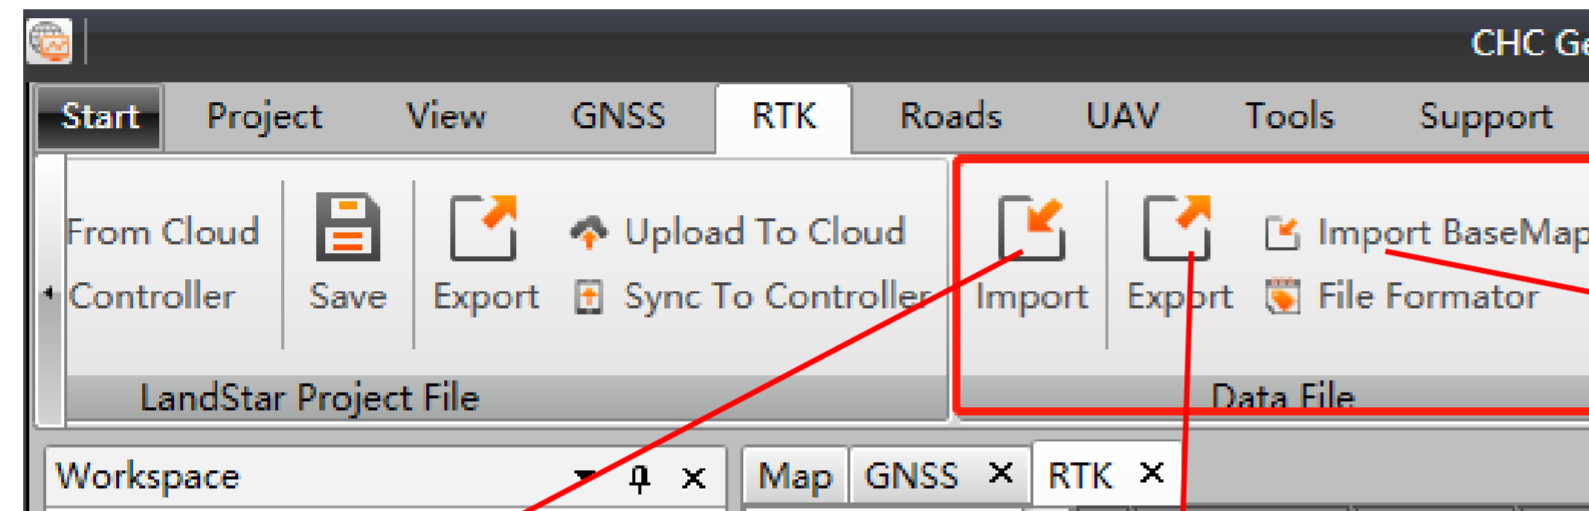 CHC Ge
Start Project View GNSS RTK Roads UAV Tools Support
From Cloud
Controller
Save
Export
Upload To Cloud
Sync To Controller
Import
Export
Import BaseMap
File Formator
LandStar Project File
Data File
Workspace
Map GNSS RTK